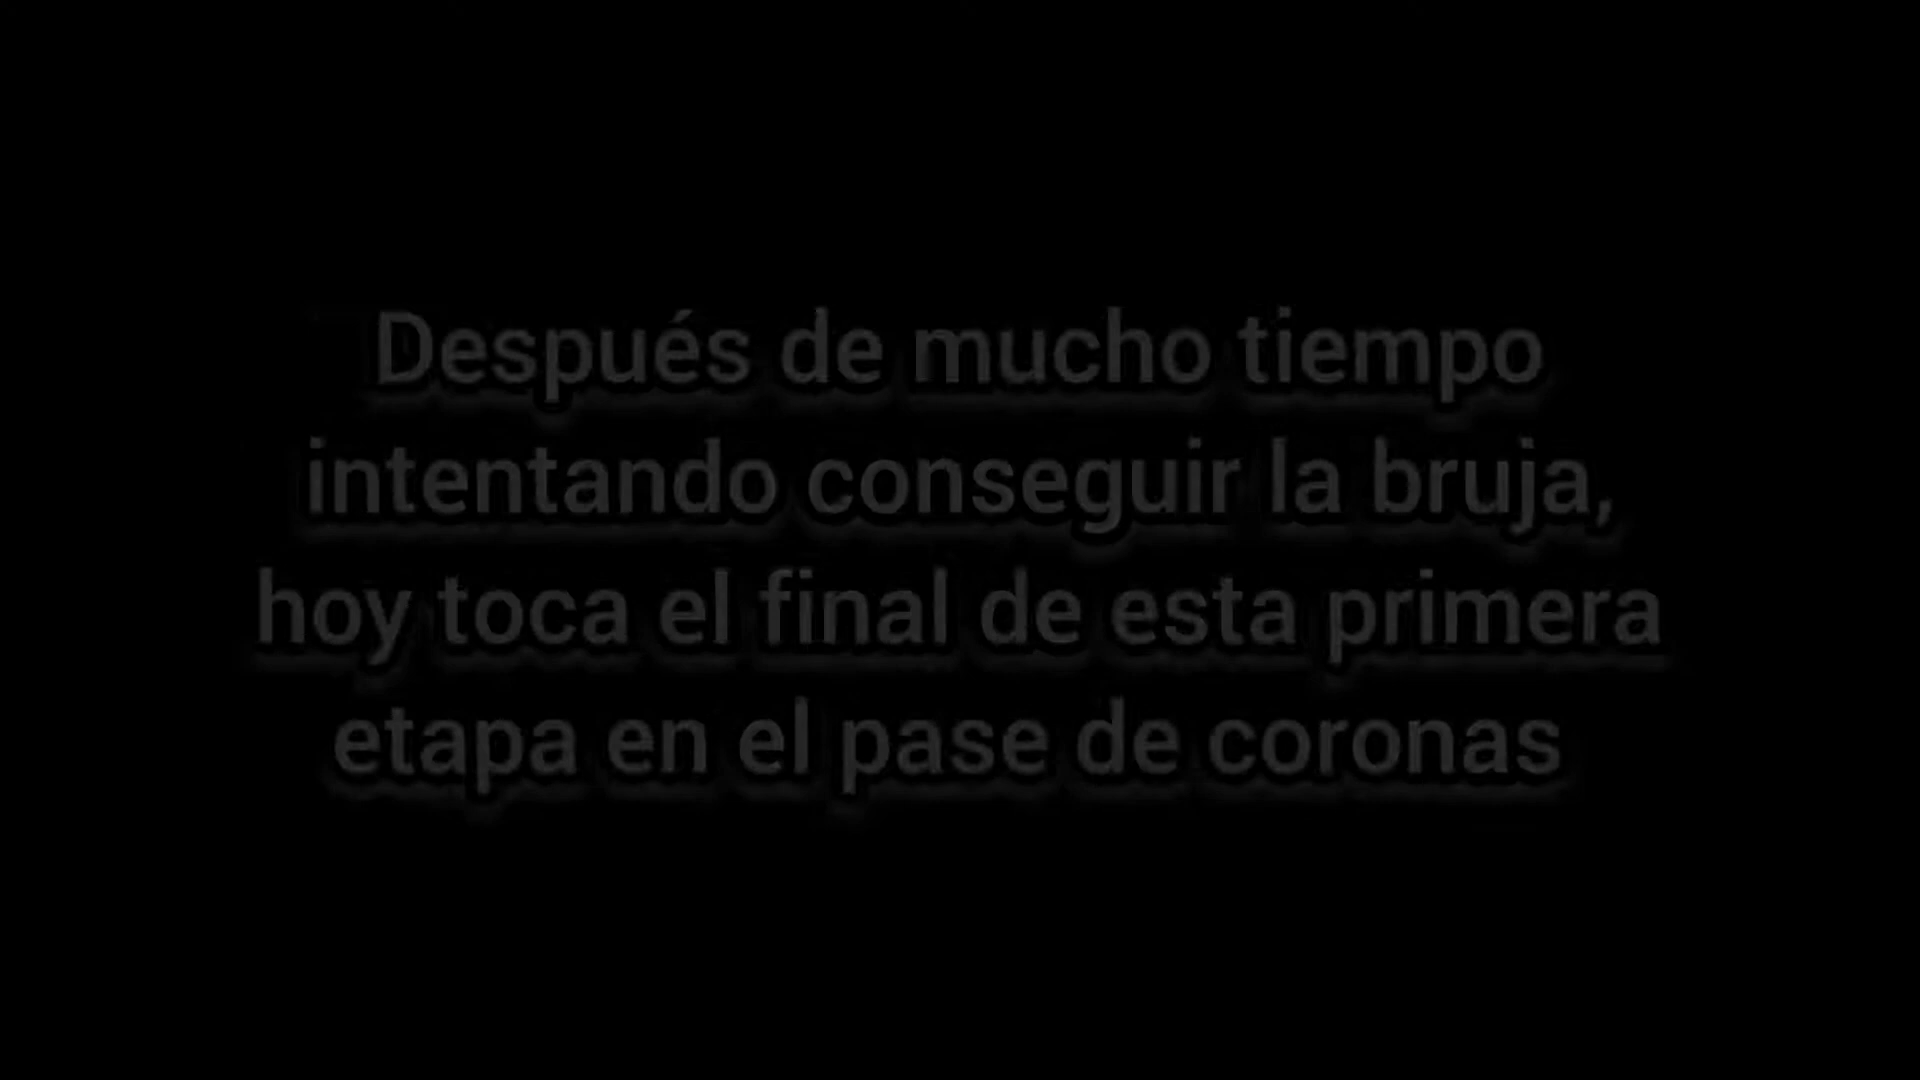 Después de mucho tiempo
intentando conseguir la bruja,
hoy toca el final de esta primera
etapa en el pase de coronas